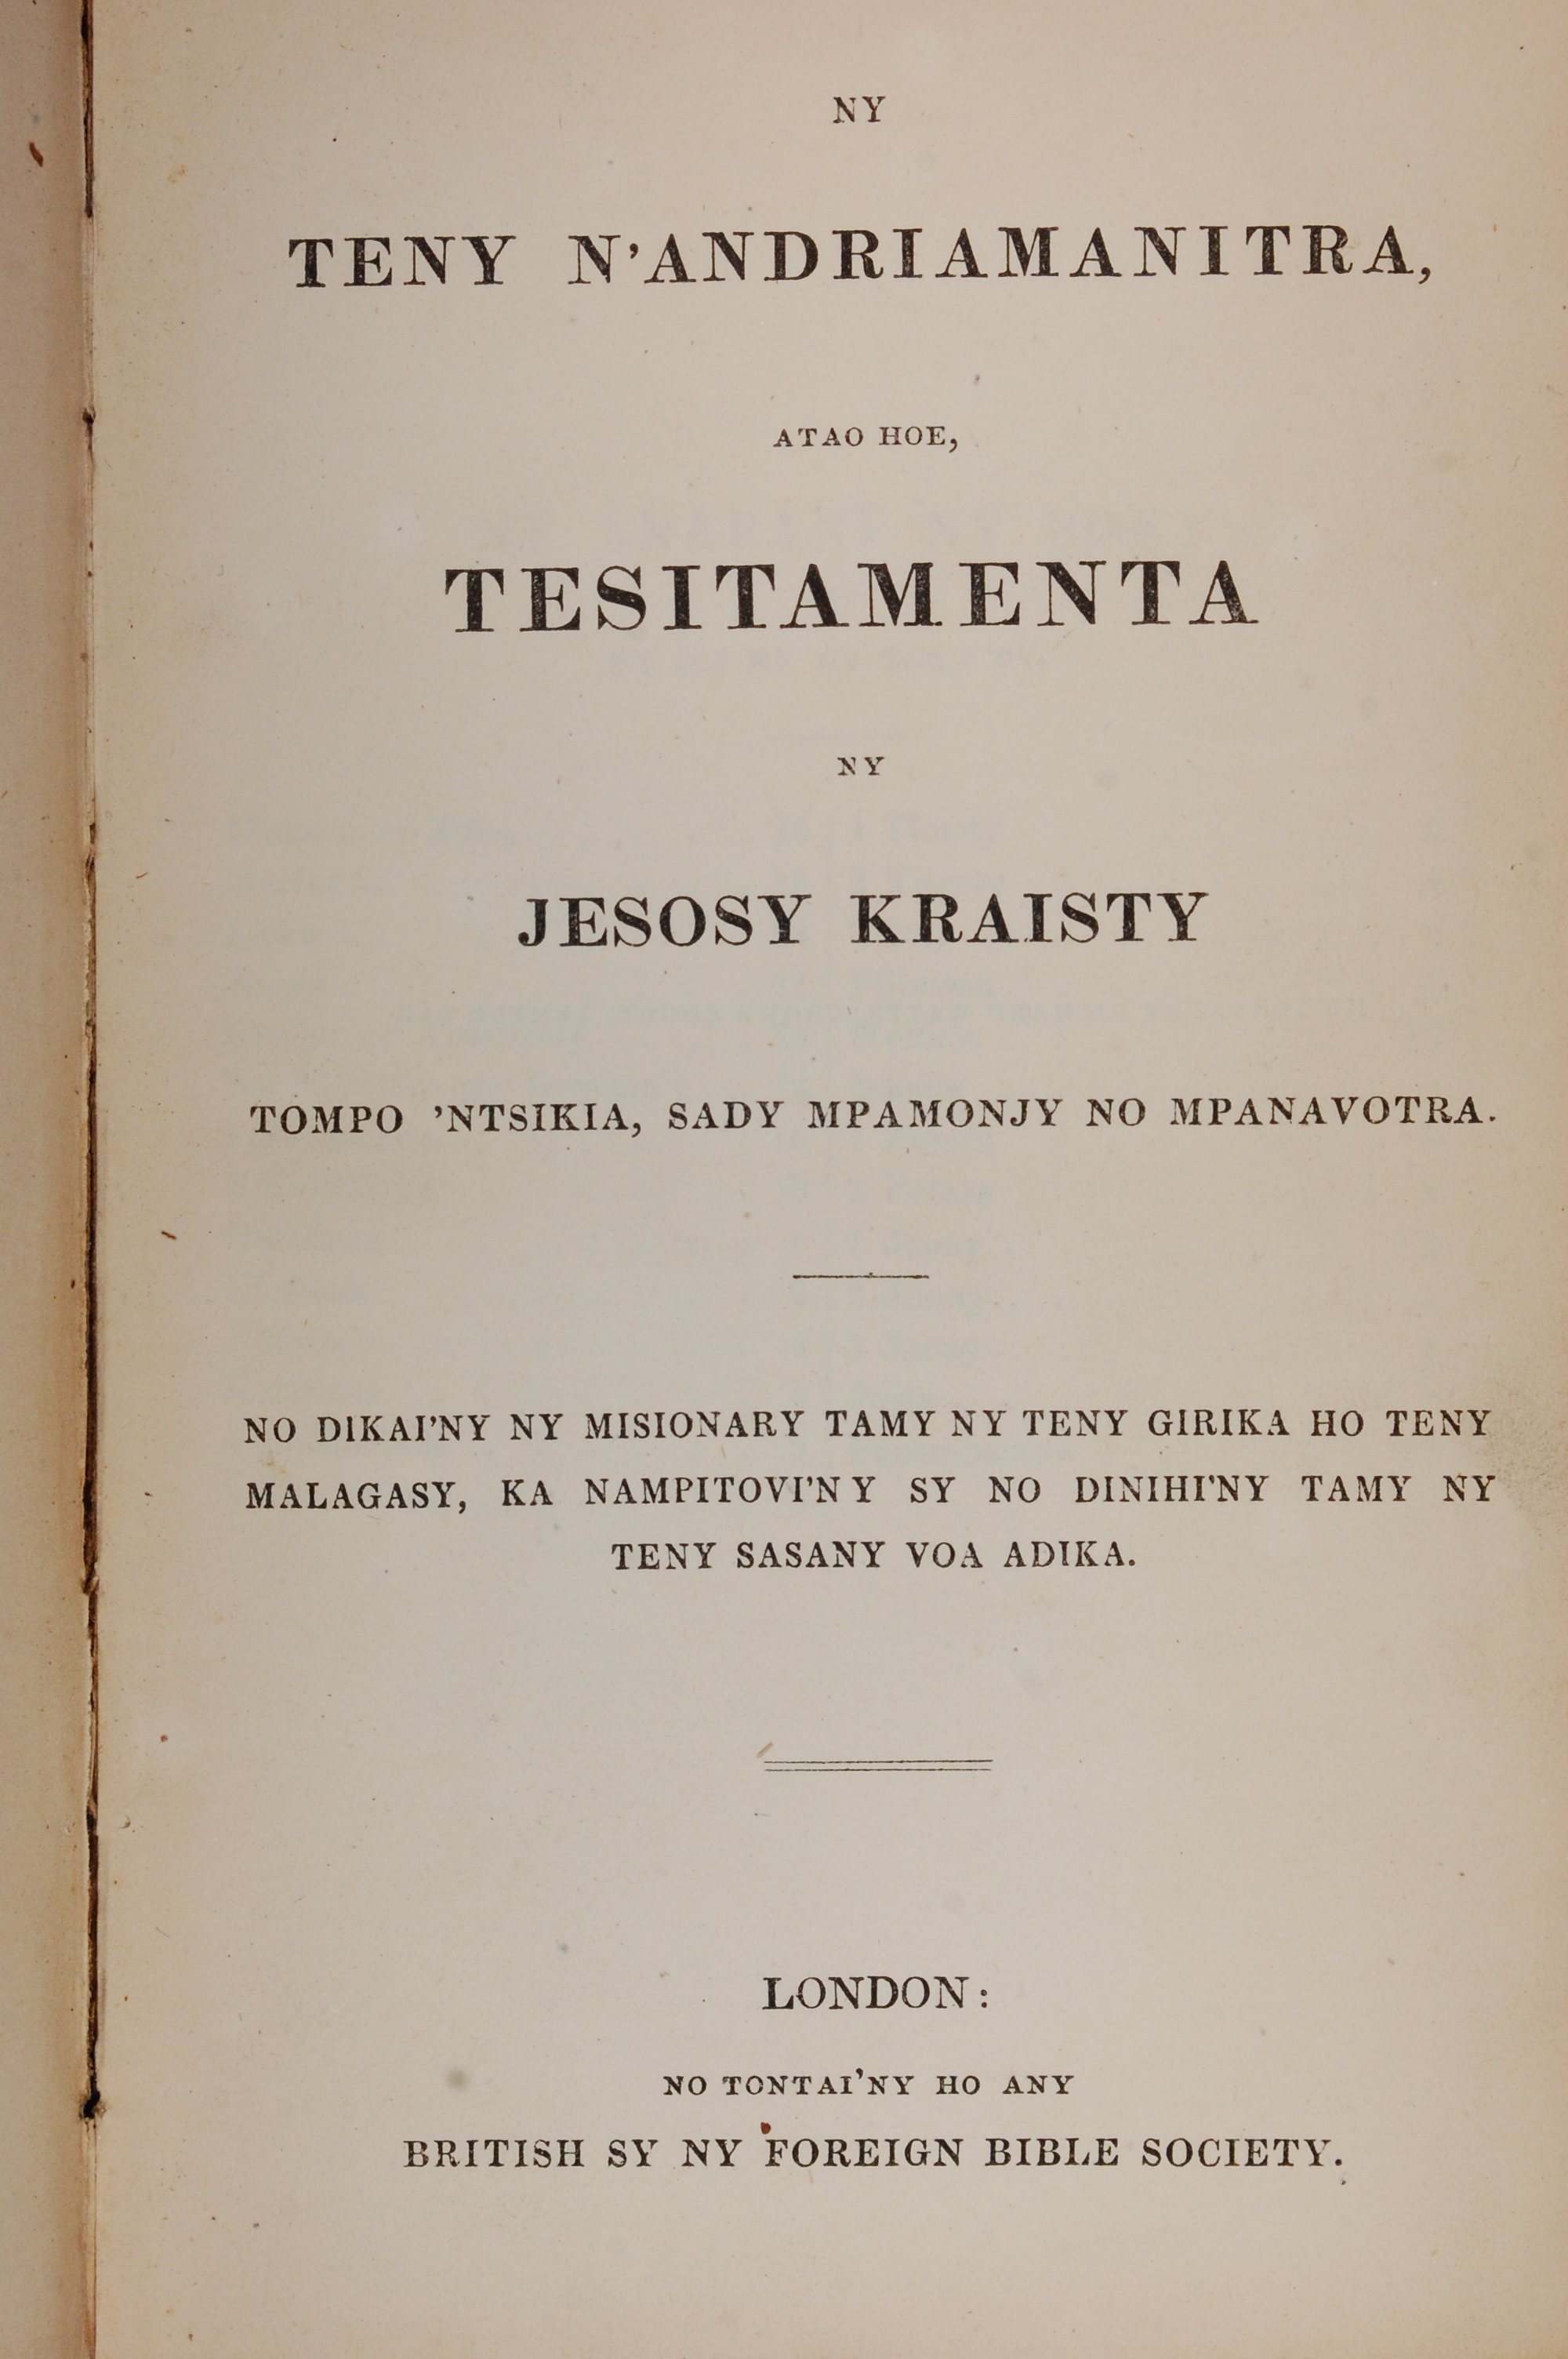 NY
TENY N'ANDRIAMANITRA,
ATAO HOE,
TESITAMENTA
NY
JESOSY KRAISTY
TOMPO 'NTSIKIA, SADY MPAMONJY NO MPANAVOTRA.
NO DIKAI'NY NY MISIONARY TAMY NY TENY GIRIKA HO TENY
MALAGASY, KA NAMPITOVI'NY SY NO DINIHI'NY TAMY NY
TENY SASANY VOA ADIKA.
LONDON:
NO TONTAI'NY HO ANY
BRITISH SY NY FOREIGN BIBLE SOCIETY.